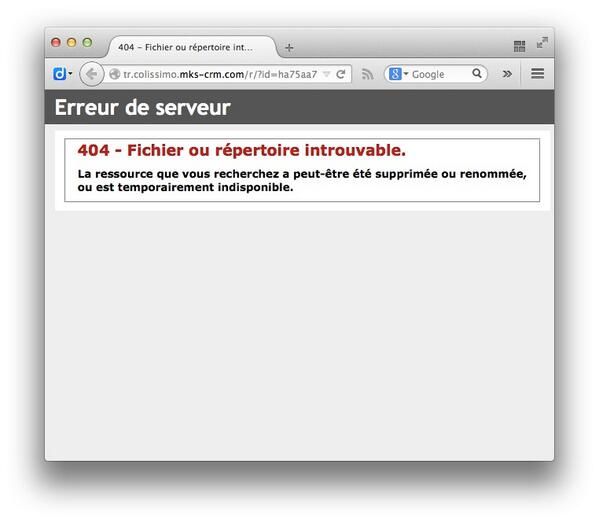 404 - Fichier ou répertoire int...
tr.colissimo.mks-crm.com/r/?id=ha75aa7
Google
Erreur de serveur
404 - Fichier ou répertoire introuvable.
La ressource que vous recherchez a peut-être été supprimée ou renommée,
ou est temporairement indisponible.